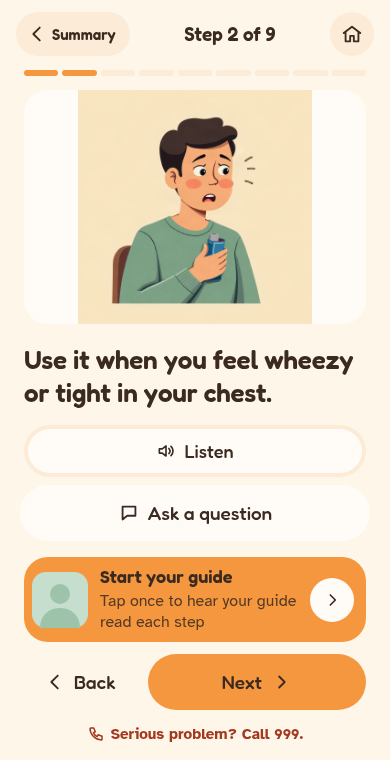 Summary
Step 2 of 9
Use it when you feel wheezy
or tight in your chest.
Listen
Ask a question
Start your guide
Tap once to hear your guide
read each step
Back
Next
Serious problem? Call 999.